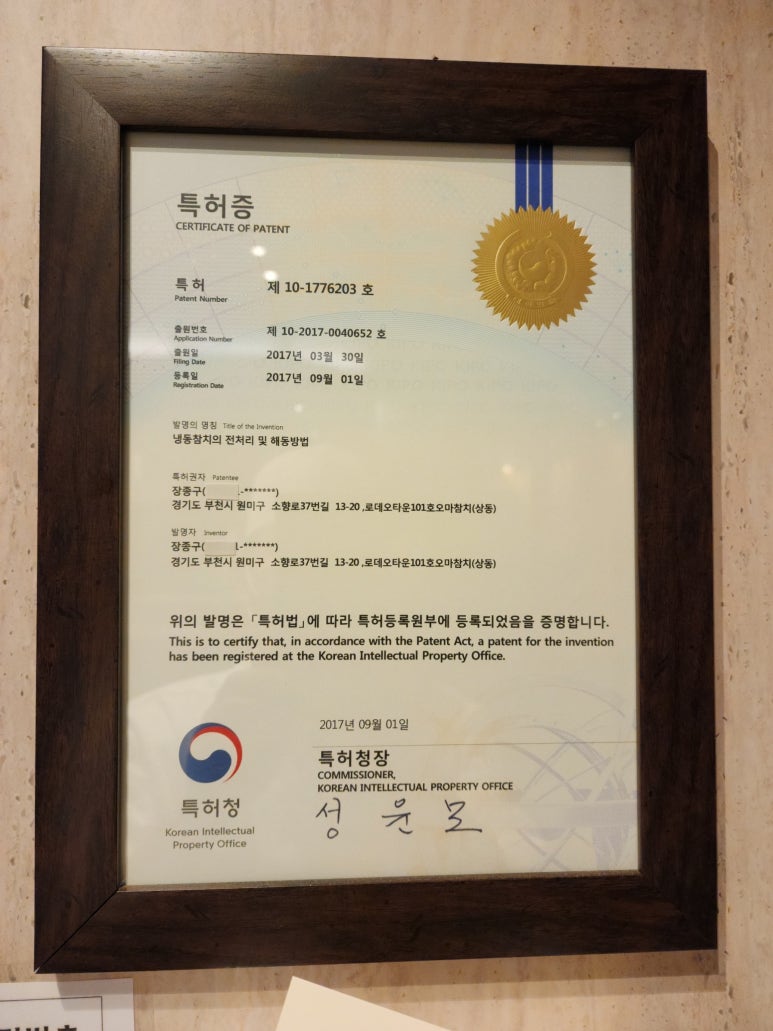 특허증
CERTIFICATE OF PATENT
특 허
Patent Number
제 10-1776203 호
출원번호
Application Number
제 10-2017-0040652 호
출원일
Filing Date
2017년 03월 30일
등록일
Registration Date
2017년 09월 01일
발명의 명칭 Title of the Invention
냉동참치의 전처리 및 해동방법
특허권자 Patentee
장종구( -*******)
경기도 부천시 원미구 소향로37번길 13-20 ,로데오타운101호오마참치(상동)
발명자 Inventor
장종구( 1-*******)
경기도 부천시 원미구 소향로37번길 13-20 ,로데오타운101호오마참치(상동)
위의 발명은 「특허법」에 따라 특허등록원부에 등록되었음을 증명합니다.
This is to certify that, in accordance with the Patent Act, a patent for the invention
has been registered at the Korean Intellectual Property Office.
2017년 09월 01일
특허청장
COMMISSIONER,
KOREAN INTELLECTUAL PROPERTY OFFICE
성 윤 모
특허청
Korean Intellectual
Property Office